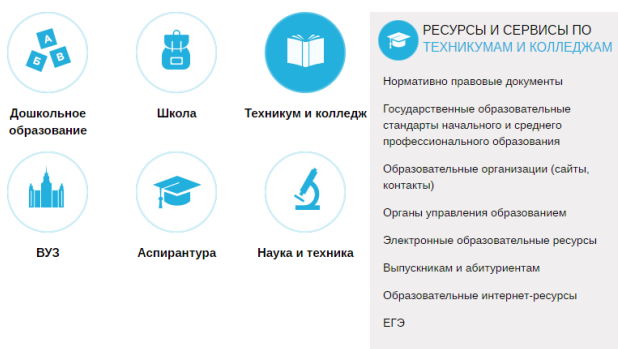 А
Б
В
Дошкольное
образование
Школа
Техникум и колледж
ВУЗ
Аспирантура
Наука и техника
РЕСУРСЫ И СЕРВИСЫ ПО
ТЕХНИКУМАМ И КОЛЛЕДЖАМ
Нормативно правовые документы
Государственные образовательные
стандарты начального и среднего
профессионального образования
Образовательные организации (сайты,
контакты)
Органы управления образованием
Электронные образовательные ресурсы
Выпускникам и абитуриентам
Образовательные интернет-ресурсы
ЕГЭ